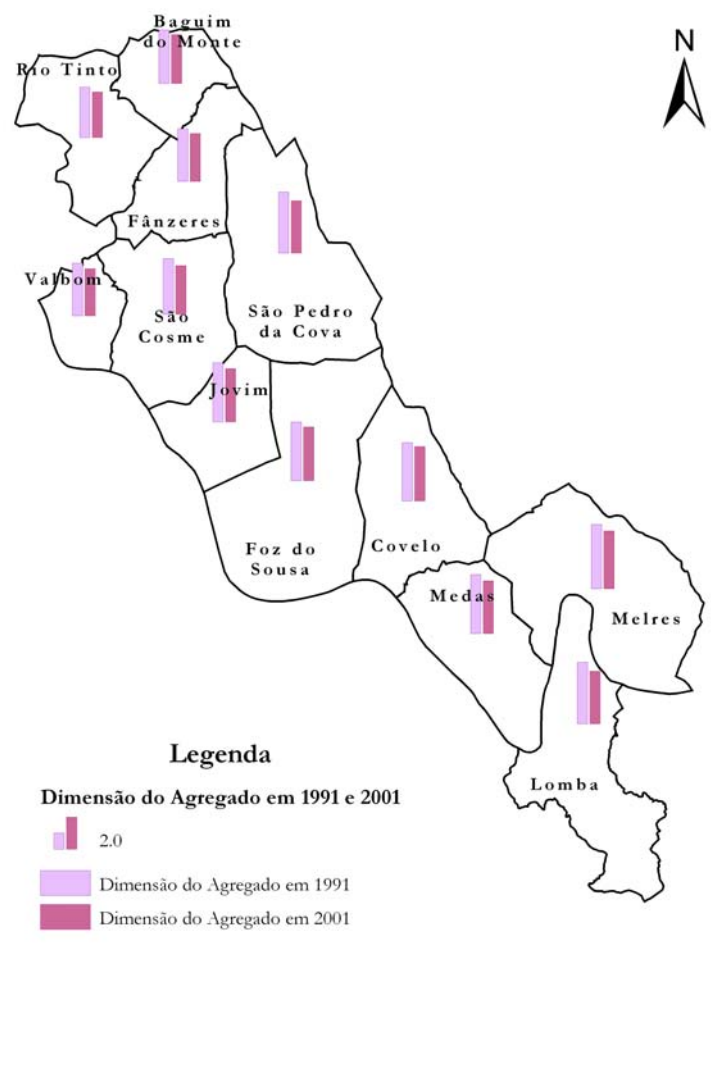 Baguim
do Monte
N
Rio Tinto
Fânzeres
Valbom
São
Cosme
São Pedro
da Cova
Jovim
Foz do
Sousa
Covelo
Medas
Melres
Lomba
Legenda
Dimensão do Agregado em 1991 e 2001
2.0
Dimensão do Agregado em 1991
Dimensão do Agregado em 2001